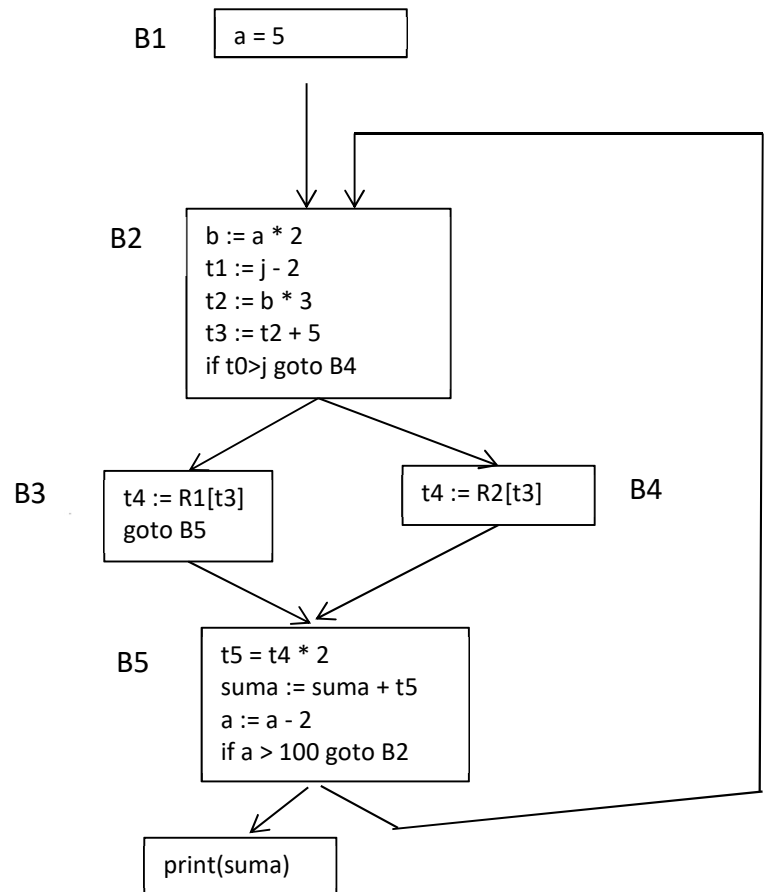 B1
a = 5
B2
b := a * 2
t1 := j - 2
t2 := b * 3
t3 := t2 + 5
if t0>j goto B4
B3
t4 := R1[t3]
goto B5
t4 := R2[t3]
B4
B5
t5 = t4 * 2
suma := suma + t5
a := a - 2
if a > 100 goto B2
print(suma)